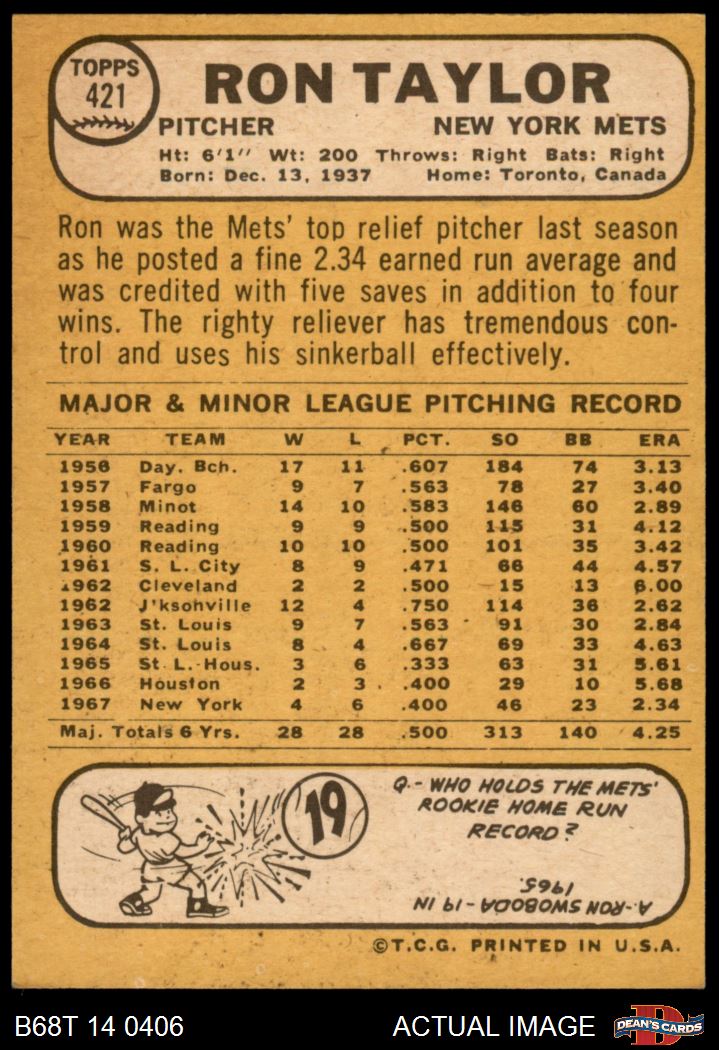 TOPPS
421
RON TAYLOR
PITCHER NEW YORK METS
Ht: 6'1" Wt: 200 Throws: Right Bats: Right
Born: Dec. 13, 1937 Home: Toronto, Canada
Ron was the Mets' top relief pitcher last season
as he posted a fine 2.34 earned run average and
was credited with five saves in addition to four
wins. The righty reliever has tremendous con-
trol and uses his sinkerball effectively.
MAJOR & MINOR LEAGUE PITCHING RECORD
YEAR TEAM W L PCT. SO BB ERA
1956 Day. Bch. 17 11 .607 184 74 3.13
1957 Fargo 9 7 .563 78 27 3.40
1958 Minot 14 10 .583 146 60 2.89
1959 Reading 9 9 .500 115 31 4.12
1960 Reading 10 10 .500 101 35 3.42
1961 S. L. City 8 9 .471 66 44 4.57
1962 Cleveland 2 2 .500 15 13 6.00
1962 J'ksonville 12 4 .750 114 36 2.62
1963 St. Louis 9 7 .563 91 30 2.84
1964 St. Louis 8 4 .667 69 33 4.63
1965 St L.-Hous. 3 6 .333 63 31 5.61
1966 Houston 2 3 .400 29 10 5.68
1967 New York 4 6 .400 46 23 2.34
Maj. Totals 6 Yrs. 28 28 .500 313 140 4.25
19
Q.- WHO HOLDS THE METS'
ROOKIE HOME RUN
RECORD?
A.- RON SWOBODA - 19 IN
1965.
©T.C.G. PRINTED IN U.S.A.
B68T 14 0406 ACTUAL IMAGE
D
DEAN'S CARDS